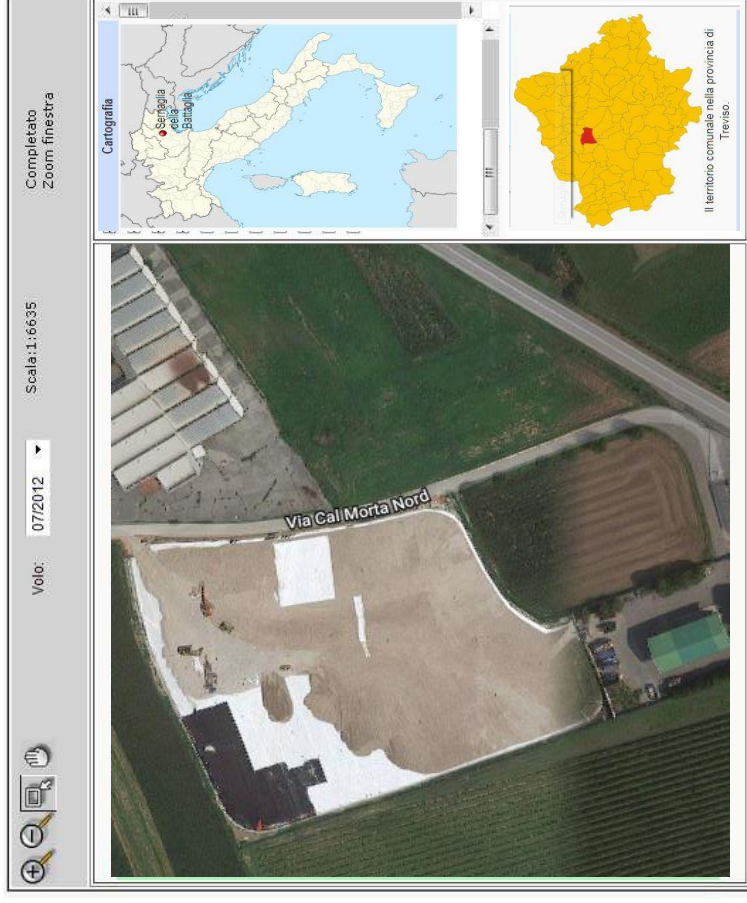 Volo:
07/2012
Scala:1:6635
Completato
Zoom finestra
Via Cal Morta Nord
Cartografia
Sernaglia
della
Battaglia
Il territorio comunale nella provincia di
Treviso.